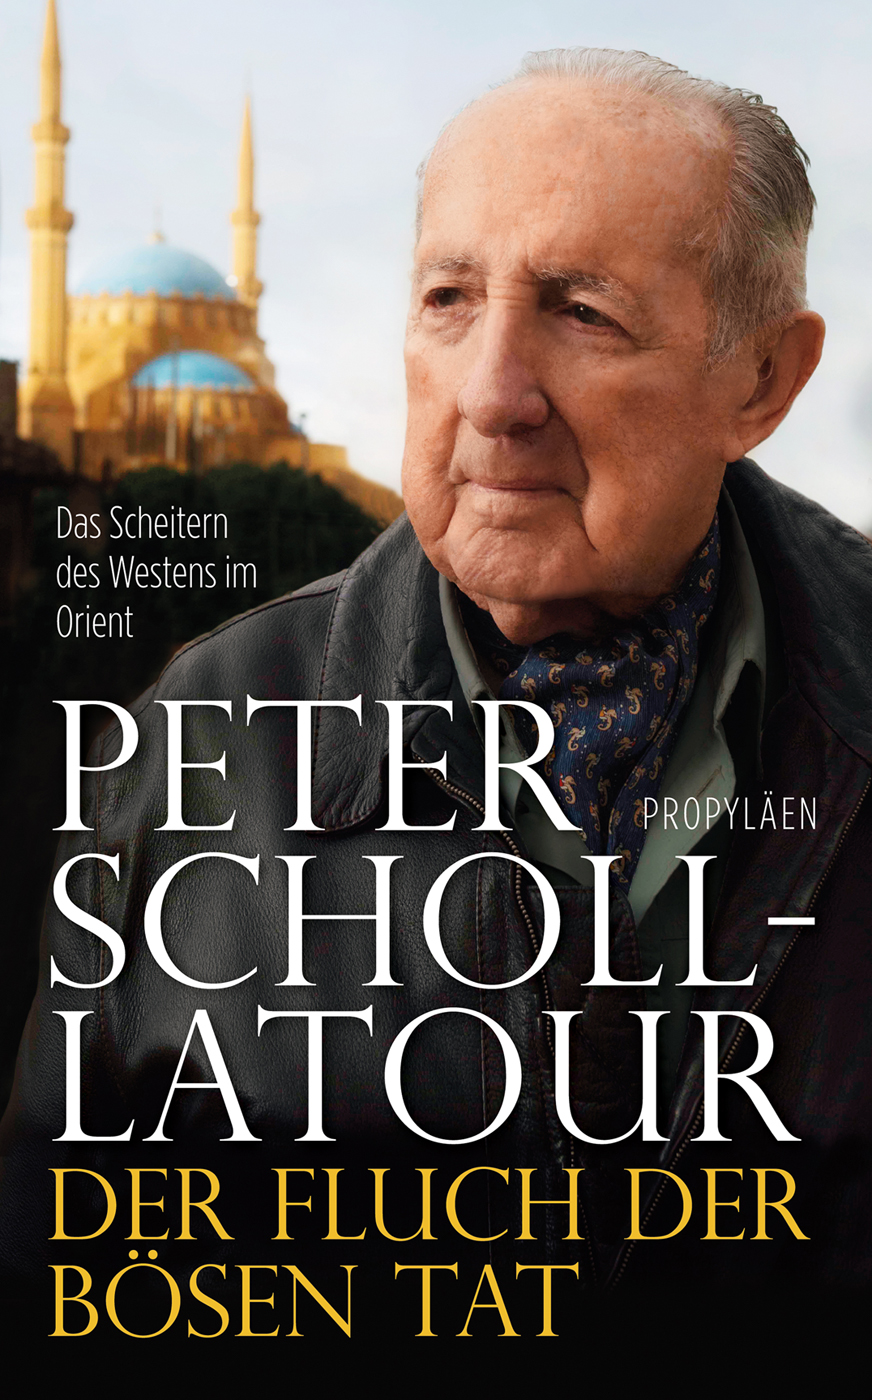 Das Scheitern
des Westens im
Orient
PETER
PROPYLÄEN
SCHOLL-
LATOUR
DER FLUCH DER
BÖSEN TAT